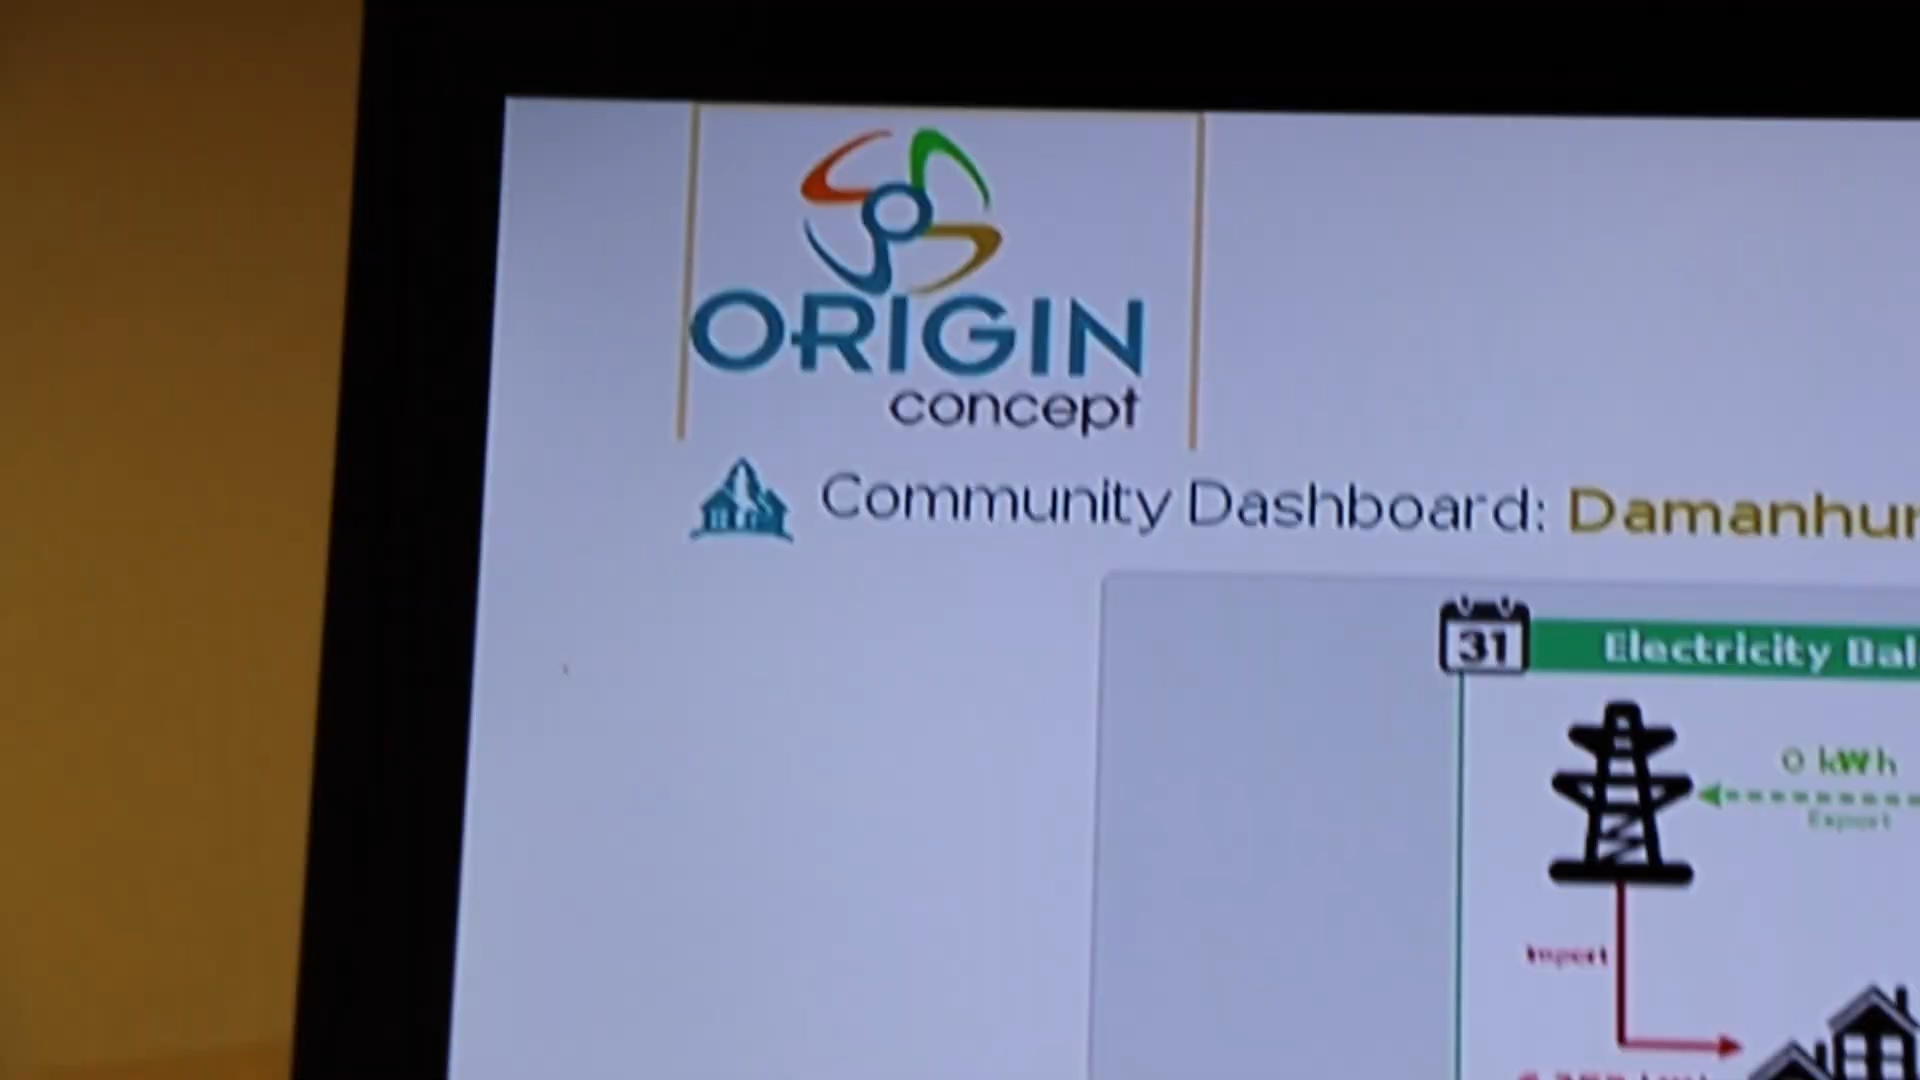 ORIGIN
concept
Community Dashboard: Damanhur
31
Electricity Bal
0 kWh
Export
Import